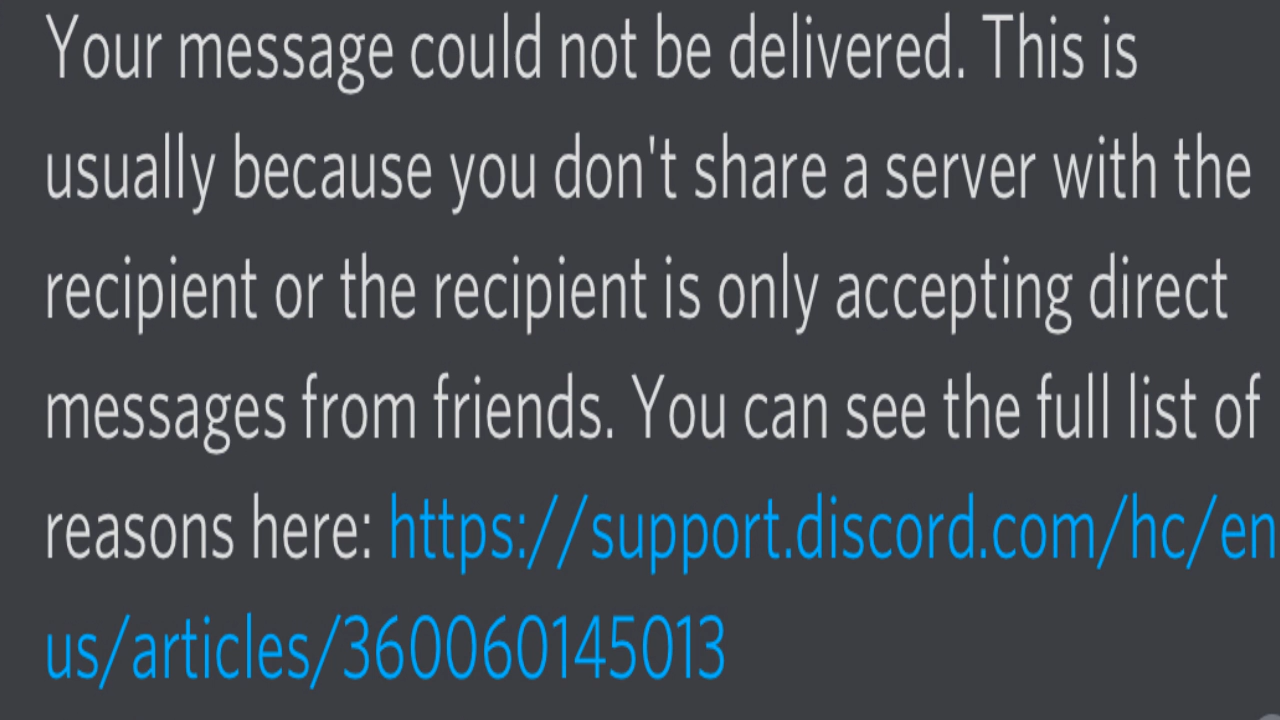 Your message could not be delivered. This is
usually because you don't share a server with the
recipient or the recipient is only accepting direct
messages from friends. You can see the full list of
reasons here: https://support.discord.com/hc/en
us/articles/360060145013